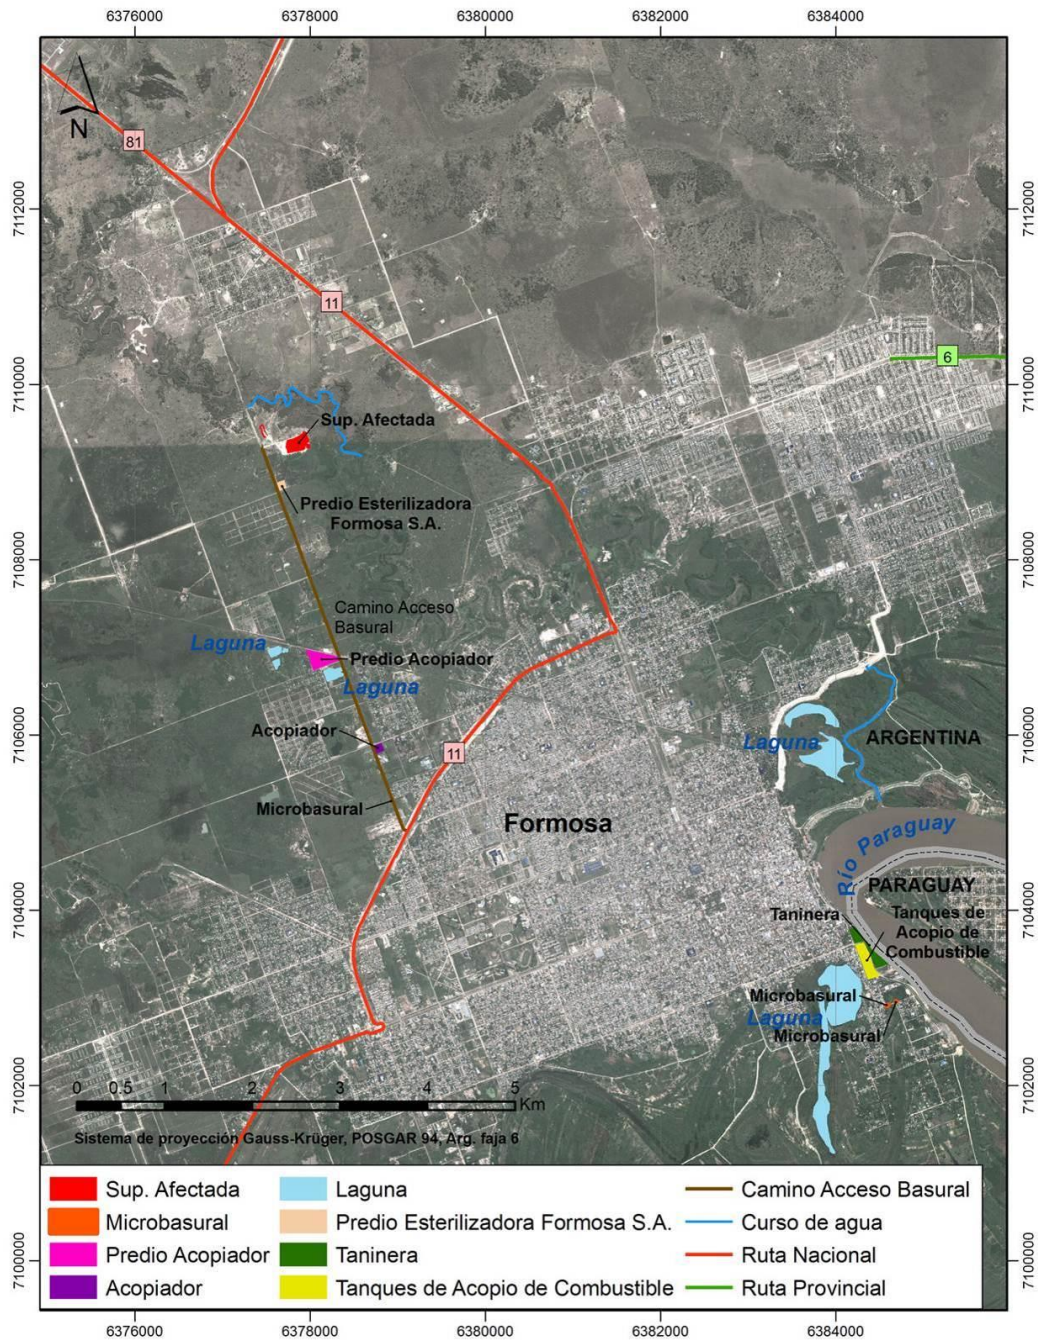 6376000 6378000 6380000 6382000 6384000
N
81
7112000
7112000
11
7110000
7110000
6
Sup. Afectada
Predio Esterilizadora
Formosa S.A.
7108000
7108000
Camino Acceso
Basural
Laguna
Predio Acopiador
Laguna
7106000
7106000
Acopiador
11
Laguna
ARGENTINA
Microbasural
Formosa
Río Paraguay
PARAGUAY
7104000
7104000
Taninera
Tanques de
Acopio de
Combustible
Microbasural
Laguna
Microbasural
7102000
7102000
0 0.5 1 2 3 4 5
Km
Sistema de proyección Gauss-Krüger, POSGAR 94, Arg. faja 6
Sup. Afectada
Microbasural
Predio Acopiador
Acopiador
Laguna
Predio Esterilizadora Formosa S.A.
Taninera
Tanques de Acopio de Combustible
Camino Acceso Basural
Curso de agua
Ruta Nacional
Ruta Provincial
7100000
7100000
6376000 6378000 6380000 6382000 6384000